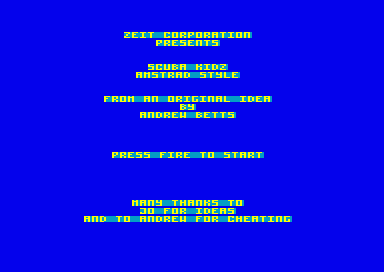 ZEIT CORPORATION
PRESENTS
SCUBA KIDZ
AMSTRAD STYLE
FROM AN ORIGINAL IDEA
BY
ANDREW BETTS
PRESS FIRE TO START
MANY THANKS TO
JO FOR IDEAS
AND TO ANDREW FOR CHEATING